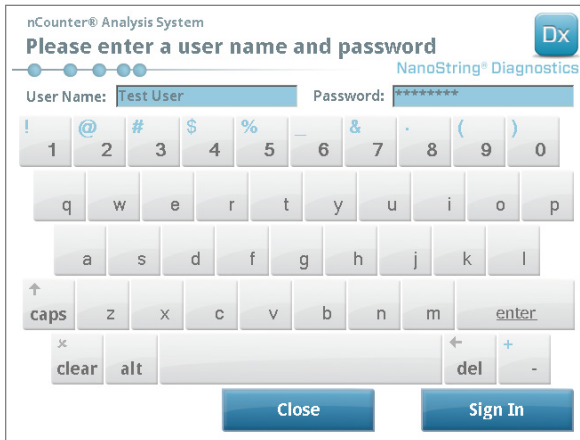 nCounter® Analysis System
Please enter a user name and password
Dx
NanoString® Diagnostics
User Name: Test User Password: ********
! @ # $ % _ & · ( )
1 2 3 4 5 6 7 8 9 0
q w e r t y u i o p
a s d f g h j k l
caps z x c v b n m enter
+
clear alt del -
Close Sign In